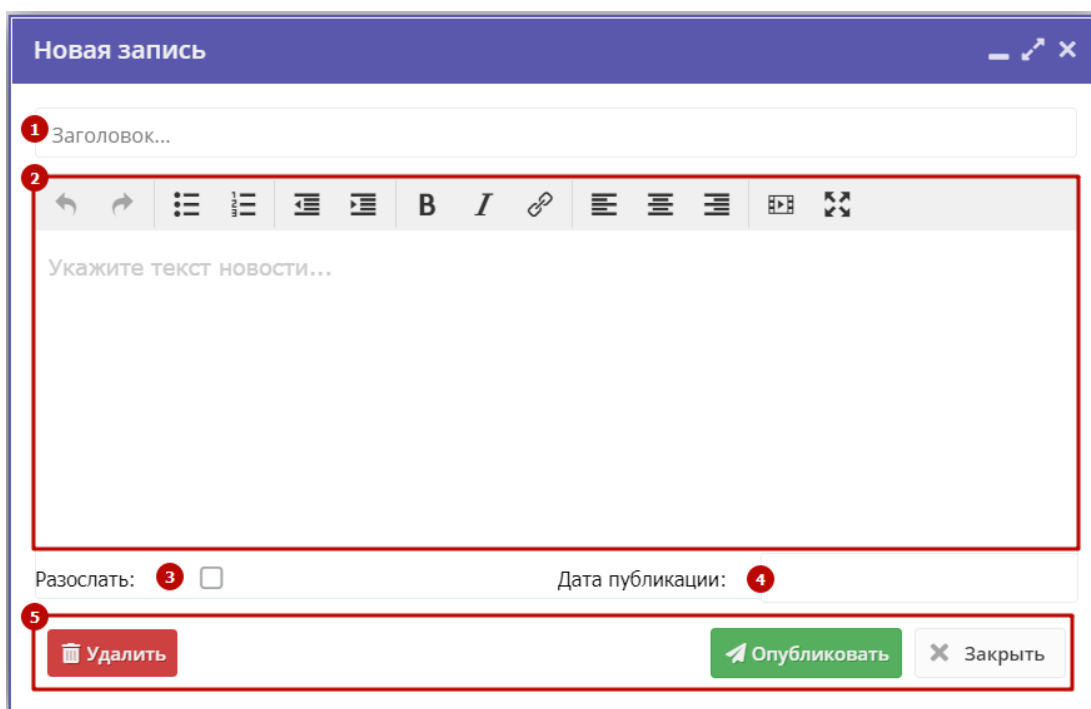 Новая запись
1 Заголовок...
2
B I
Укажите текст новости...
Разослать: 3 Дата публикации: 4
5
Удалить Опубликовать Закрыть